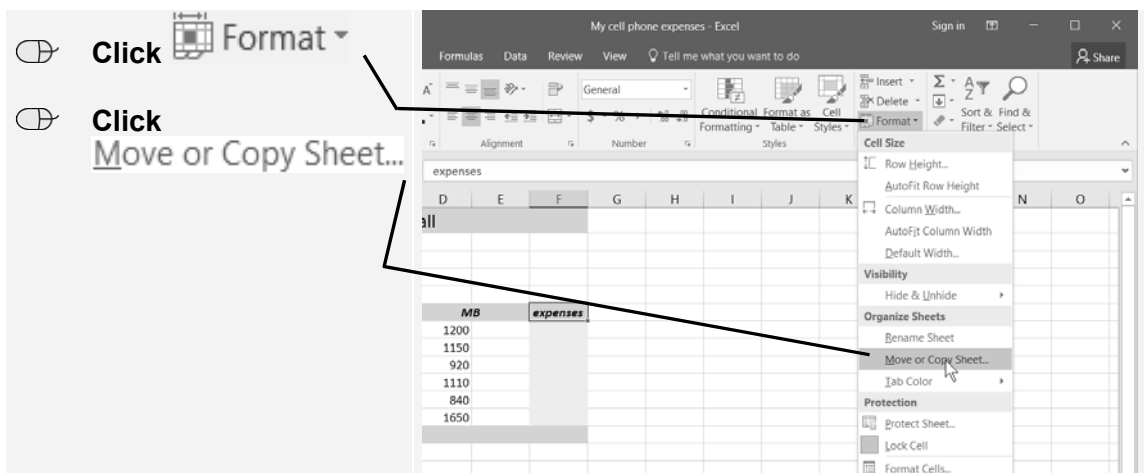 Click Format
Click
Move or Copy Sheet...
My cell phone expenses - Excel
Sign in
Formulas Data Review View Tell me what you want to do
Share
General
$ %
Conditional Formatting
Format as Table
Cell Styles
Insert
Delete
Format
Sort & Filter
Find & Select
Alignment
Number
Styles
expenses
D E F G H I J K N O
all
MB expenses
1200
1150
920
1110
840
1650
Cell Size
Row Height...
AutoFit Row Height
Column Width...
AutoFit Column Width
Default Width...
Visibility
Hide & Unhide
Organize Sheets
Rename Sheet
Move or Copy Sheet...
Tab Color
Protection
Protect Sheet...
Lock Cell
Format Cells...